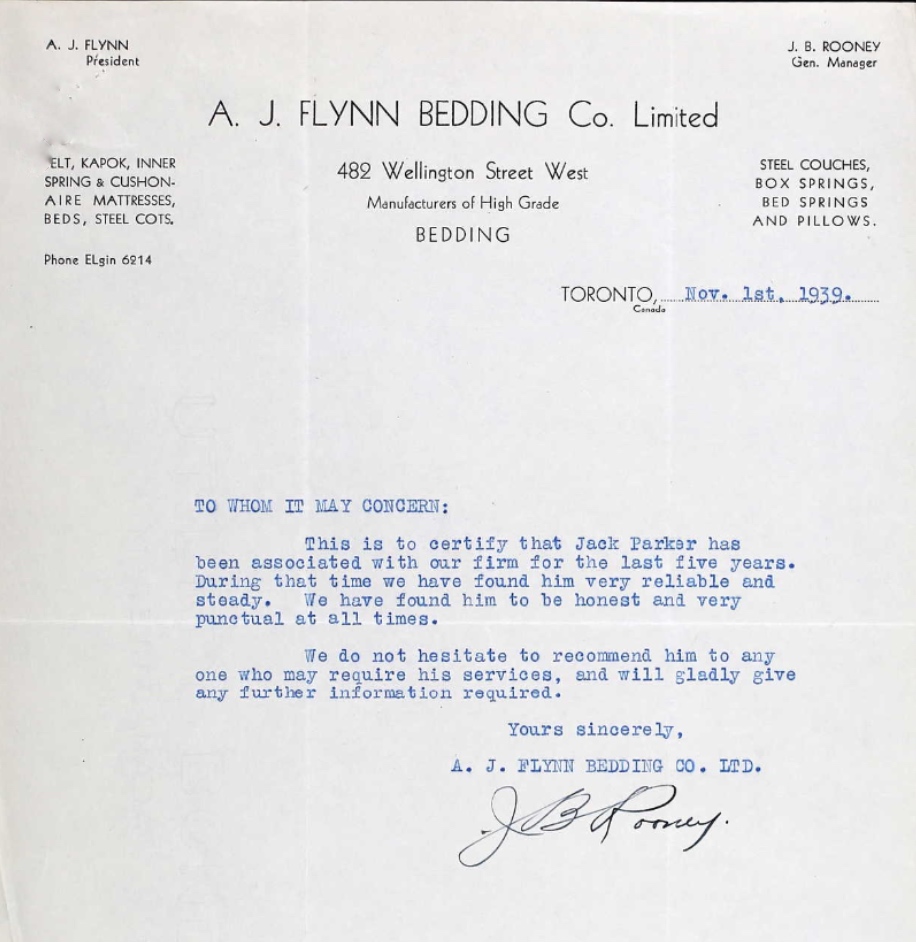 A. J. FLYNN
President
J. B. ROONEY
Gen. Manager
A. J. FLYNN BEDDING Co. Limited
ELT, KAPOK, INNER
SPRING & CUSHON-
AIRE MATTRESSES,
BEDS, STEEL COTS.
Phone ELgin 6214
482 Wellington Street West
Manufacturers of High Grade
BEDDING
STEEL COUCHES,
BOX SPRINGS,
BED SPRINGS
AND PILLOWS.
TORONTO, Nov. 1st, 1939.
Canada
TO WHOM IT MAY CONCERN:
This is to certify that Jack Parker has
been associated with our firm for the last five years.
During that time we have found him very reliable and
steady. We have found him to be honest and very
punctual at all times.
We do not hesitate to recommend him to any
one who may require his services, and will gladly give
any further information required.
Yours sincerely,
A. J. FLYNN BEDDING CO. LTD.
J B Rooney.